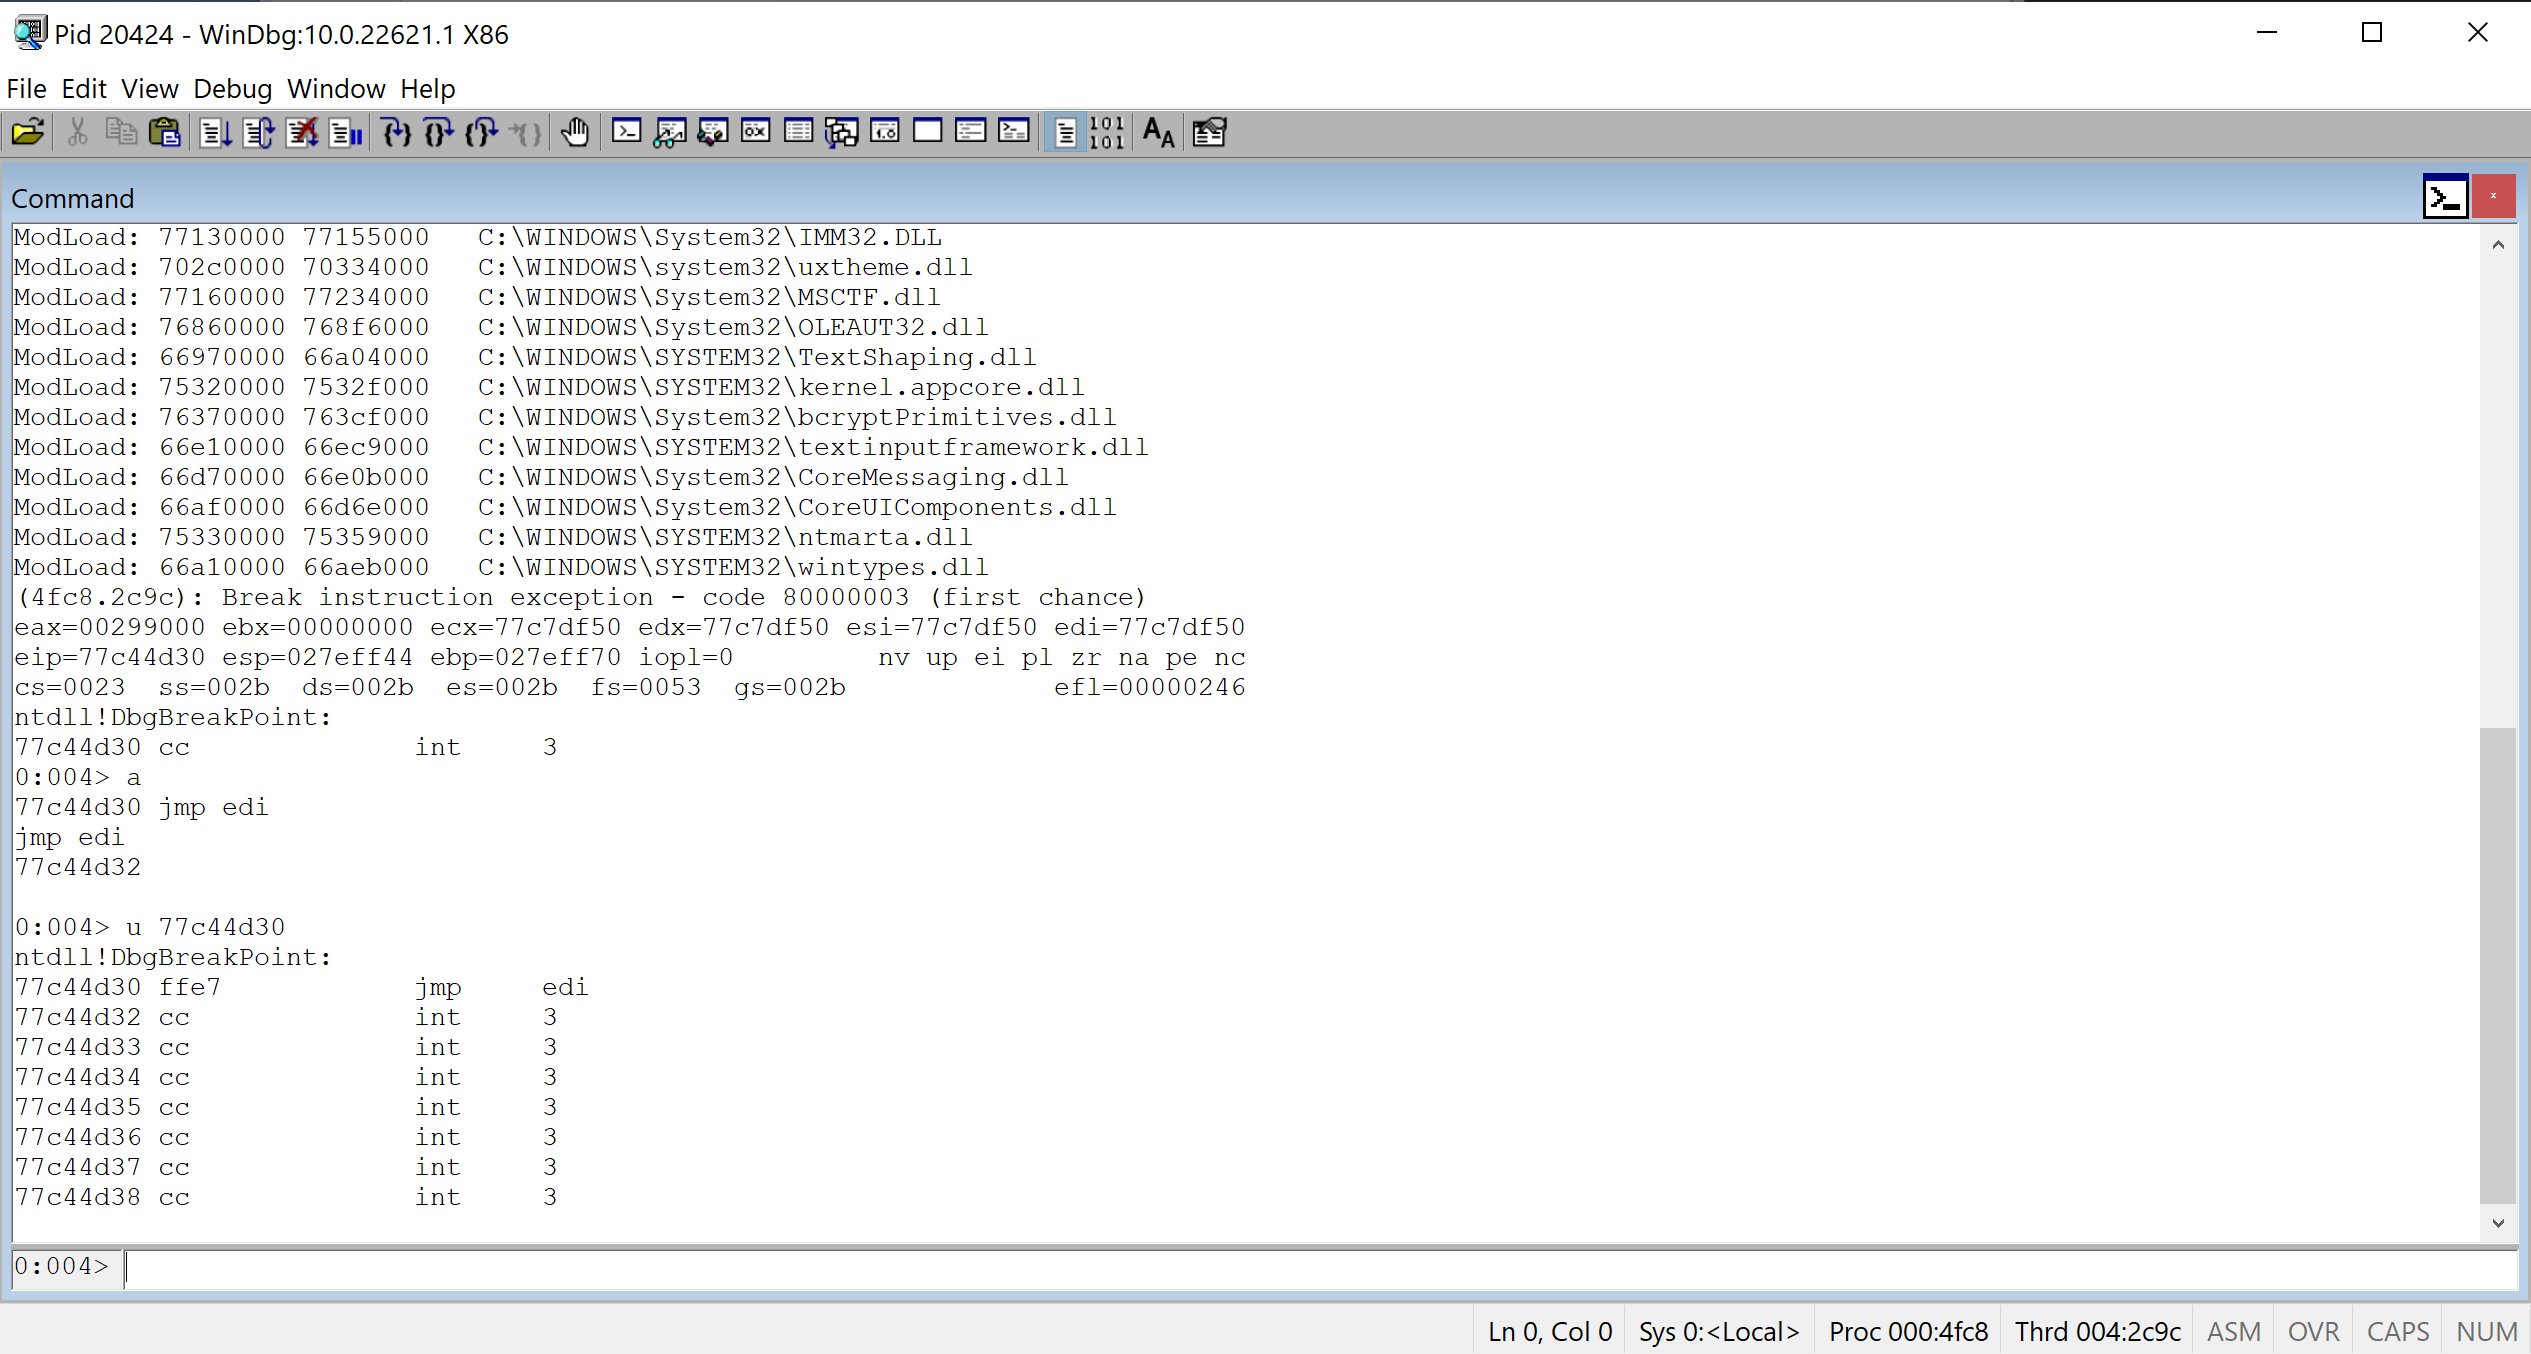 Pid 20424 - WinDbg:10.0.22621.1 X86
File Edit View Debug Window Help
Command
ModLoad: 77130000 77155000   C:\WINDOWS\System32\IMM32.DLL
ModLoad: 702c0000 70334000   C:\WINDOWS\system32\uxtheme.dll
ModLoad: 77160000 77234000   C:\WINDOWS\System32\MSCTF.dll
ModLoad: 76860000 768f6000   C:\WINDOWS\System32\OLEAUT32.dll
ModLoad: 66970000 66a04000   C:\WINDOWS\SYSTEM32\TextShaping.dll
ModLoad: 75320000 7532f000   C:\WINDOWS\SYSTEM32\kernel.appcore.dll
ModLoad: 76370000 763cf000   C:\WINDOWS\System32\bcryptPrimitives.dll
ModLoad: 66e10000 66ec9000   C:\WINDOWS\SYSTEM32\textinputframework.dll
ModLoad: 66d70000 66e0b000   C:\WINDOWS\System32\CoreMessaging.dll
ModLoad: 66af0000 66d6e000   C:\WINDOWS\System32\CoreUIComponents.dll
ModLoad: 75330000 75359000   C:\WINDOWS\SYSTEM32\ntmarta.dll
ModLoad: 66a10000 66aeb000   C:\WINDOWS\SYSTEM32\wintypes.dll
(4fc8.2c9c): Break instruction exception - code 80000003 (first chance)
eax=00299000 ebx=00000000 ecx=77c7df50 edx=77c7df50 esi=77c7df50 edi=77c7df50
eip=77c44d30 esp=027eff44 ebp=027eff70 iopl=0         nv up ei pl zr na pe nc
cs=0023  ss=002b  ds=002b  es=002b  fs=0053  gs=002b             efl=00000246
ntdll!DbgBreakPoint:
77c44d30 cc              int     3
0:004> a
77c44d30 jmp edi
jmp edi
77c44d32
0:004> u 77c44d30
ntdll!DbgBreakPoint:
77c44d30 ffe7            jmp     edi
77c44d32 cc              int     3
77c44d33 cc              int     3
77c44d34 cc              int     3
77c44d35 cc              int     3
77c44d36 cc              int     3
77c44d37 cc              int     3
77c44d38 cc              int     3
0:004>
Ln 0, Col 0 Sys 0:<Local> Proc 000:4fc8 Thrd 004:2c9c ASM OVR CAPS NUM